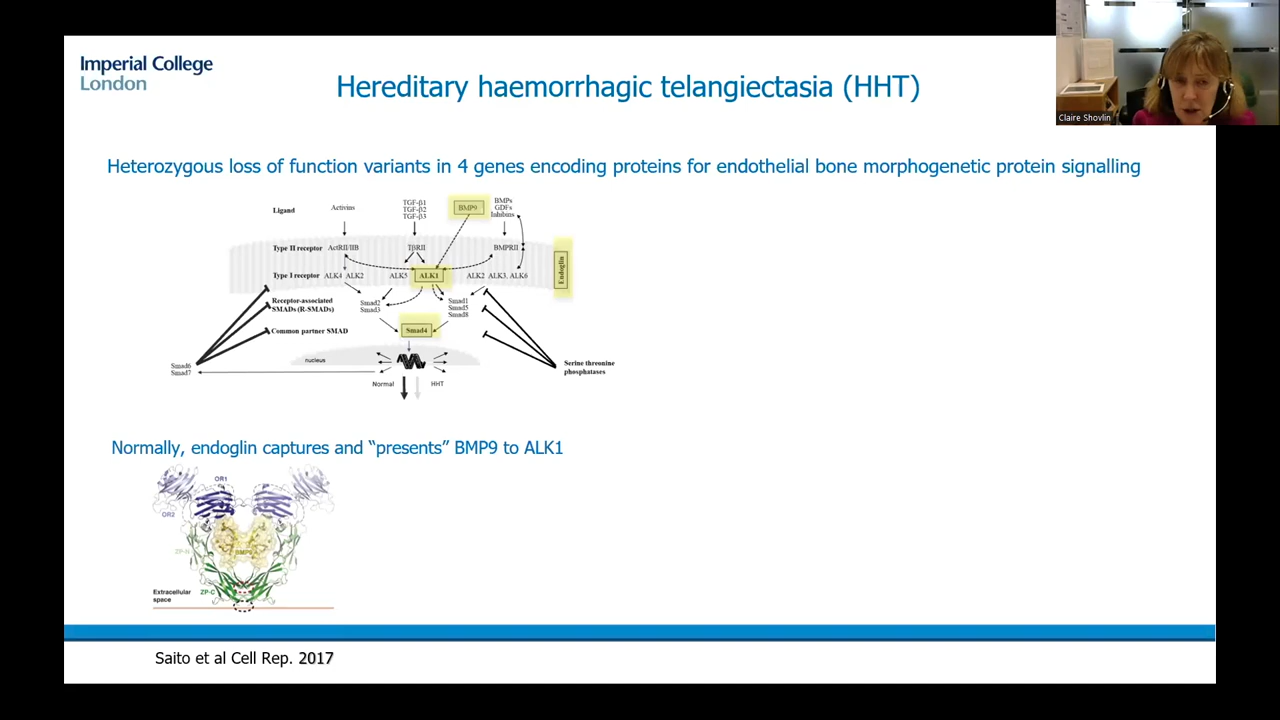 Imperial College
London
Hereditary haemorrhagic telangiectasia (HHT)
Claire Shovlin
Heterozygous loss of function variants in 4 genes encoding proteins for endothelial bone morphogenetic protein signalling
Ligand
Activins
TGF-β1
TGF-β2
TGF-β3
BMP9
BMPs
GDFs
Inhibins
Type II receptor
ActRII/IIB
TβRII
BMPRII
Endoglin
Type I receptor
ALK4
ALK2
ALK5
ALK1
ALK2
ALK3, ALK6
Receptor-associated
SMADs (R-SMADs)
Smad2
Smad3
Smad1
Smad5
Smad8
Common partner SMAD
Smad4
nucleus
Smad6
Smad7
Serine threonine
phosphatases
Normal
HHT
Normally, endoglin captures and “presents” BMP9 to ALK1
OR1
OR2
ZP-N
BMP9
ZP-C
Extracellular
space
Saito et al Cell Rep. 2017